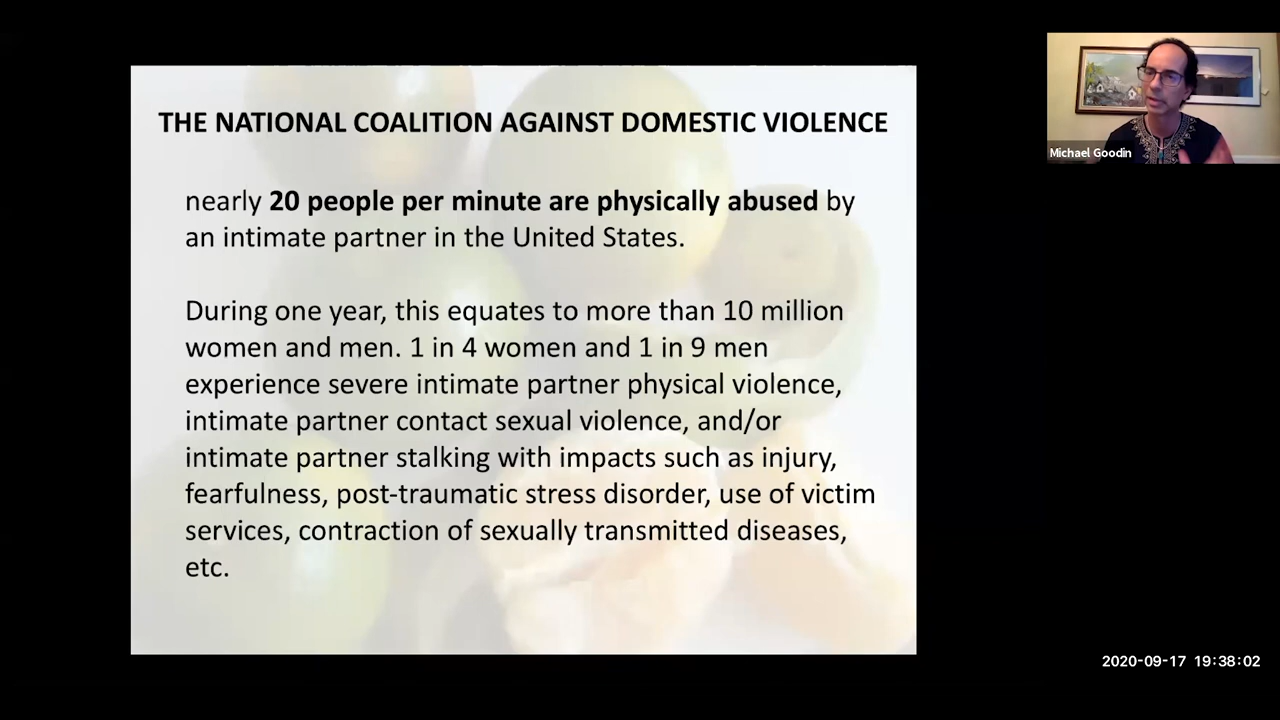 THE NATIONAL COALITION AGAINST DOMESTIC VIOLENCE
nearly 20 people per minute are physically abused by
an intimate partner in the United States.
During one year, this equates to more than 10 million
women and men. 1 in 4 women and 1 in 9 men
experience severe intimate partner physical violence,
intimate partner contact sexual violence, and/or
intimate partner stalking with impacts such as injury,
fearfulness, post-traumatic stress disorder, use of victim
services, contraction of sexually transmitted diseases,
etc.
Michael Goodin
2020-09-17 19:38:02